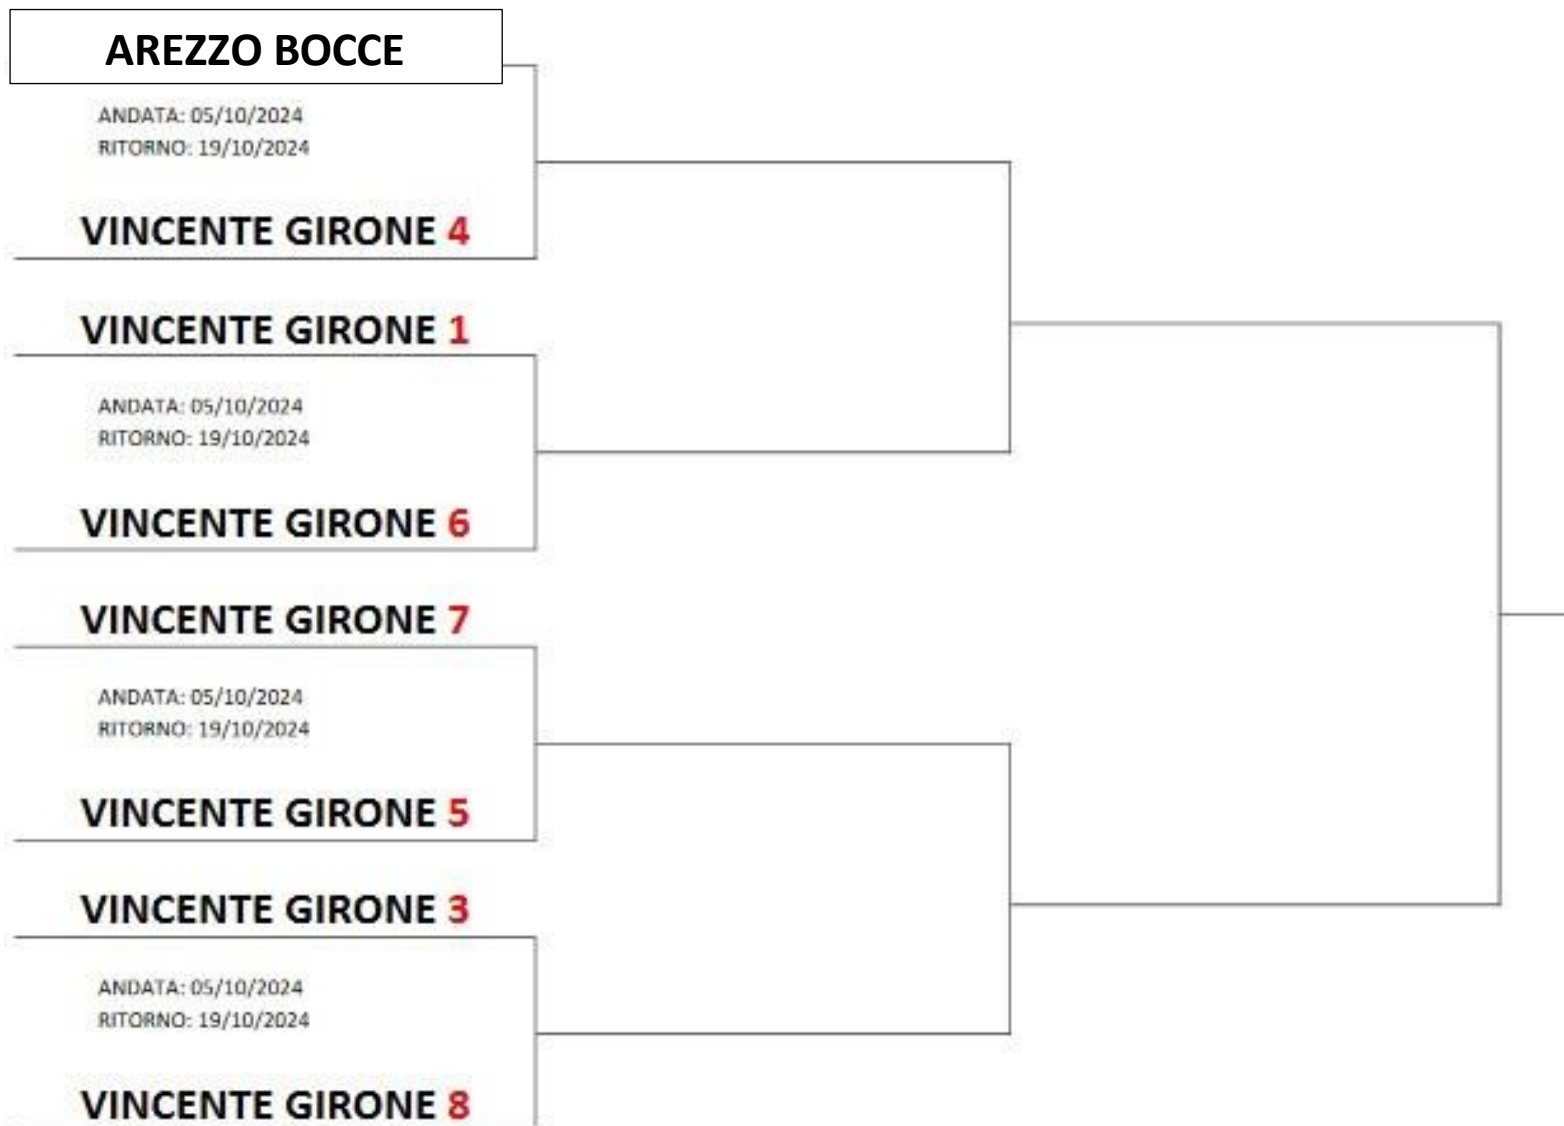 AREZZO BOCCE
ANDATA: 05/10/2024
RITORNO: 19/10/2024
VINCENTE GIRONE 4
VINCENTE GIRONE 1
ANDATA: 05/10/2024
RITORNO: 19/10/2024
VINCENTE GIRONE 6
VINCENTE GIRONE 7
ANDATA: 05/10/2024
RITORNO: 19/10/2024
VINCENTE GIRONE 5
VINCENTE GIRONE 3
ANDATA: 05/10/2024
RITORNO: 19/10/2024
VINCENTE GIRONE 8